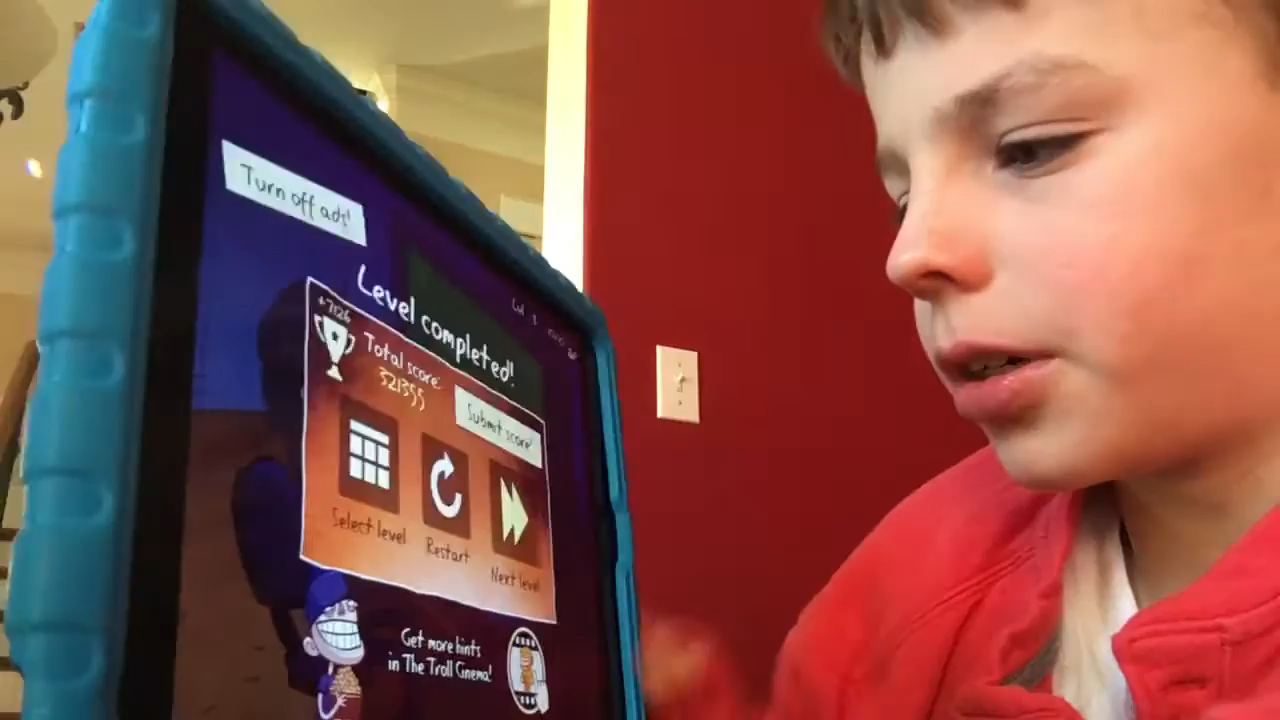 Turn off ads!
Level completed!
+7126
Total score:
321355
Submit score!
Select level
Restart
Next level
Get more hints
in The Troll Cinema!